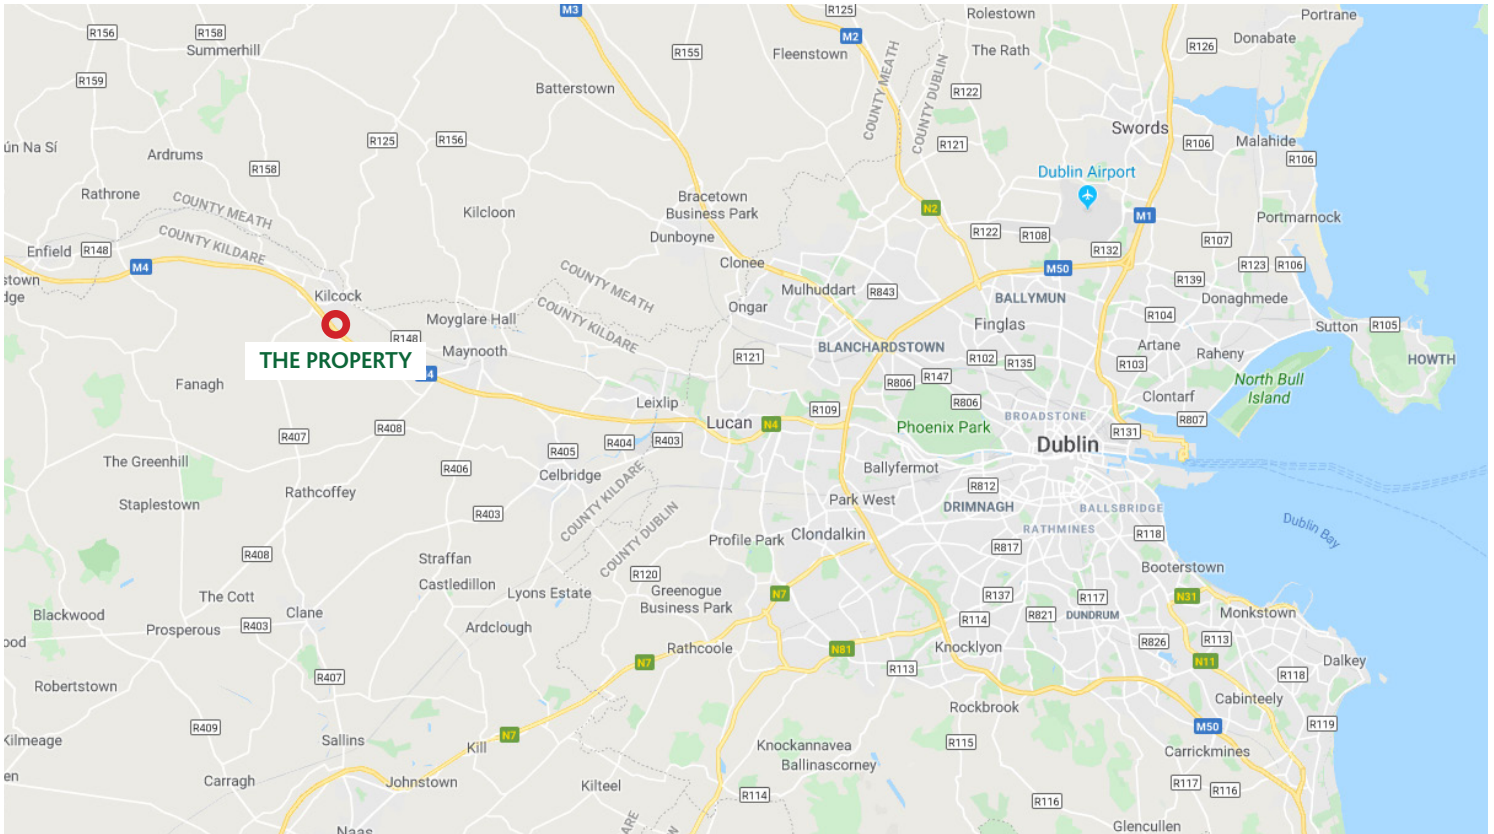 M3
R125
Rolestown
Portrane
R156
R158
M2
Donabate
Summerhill
R155
Fleenstown
The Rath
R126
R159
Batterstown
COUNTY MEATH
COUNTY DUBLIN
R122
Swords
ún Na Sí
Ardrums
R125
R156
R121
R106
Malahide
R158
Dublin Airport
R106
Rathrone
COUNTY MEATH
Kilcloon
Bracetown
Business Park
N2
M1
Portmarnock
Enfield
R148
COUNTY KILDARE
Dunboyne
R122
R108
R132
R107
M4
Clonee
M50
R123
R106
stown
dge
Kilcock
COUNTY MEATH
Mulhuddart
R843
BALLYMUN
R139
Donaghmede
COUNTY KILDARE
Ongar
R104
Moyglare Hall
Finglas
Sutton
R105
R148
Maynooth
BLANCHARDSTOWN
Artane
Raheny
HOWTH
THE PROPERTY
R121
R102
R135
R103
4
Fanagh
R806
R147
North Bull
Island
Leixlip
R109
R806
Clontarf
Lucan
N4
Phoenix Park
BROADSTONE
R807
R407
R408
R404
R403
Dublin
R131
R405
The Greenhill
R406
Celbridge
Ballyfermot
Rathcoffey
R812
Staplestown
R403
COUNTY KILDARE
Park West
DRIMNAGH
BALLSBRIDGE
COUNTY DUBLIN
RATHMINES
Dublin Bay
Profile Park
Clondalkin
R118
R408
Straffan
R817
Castledillon
R120
Booterstown
The Cott
Lyons Estate
Greenogue
Business Park
N7
R137
R117
N31
Blackwood
Clane
R114
R821
DUNDRUM
Monkstown
Prosperous
R403
Ardclough
ood
Rathcoole
N81
Knocklyon
R826
R113
N7
R113
N11
Dalkey
Robertstown
R407
R118
Cabinteely
Rockbrook
R409
M50
R119
Kilmeage
Sallins
Kill
N7
Knockannavea
R115
Carrickmines
en
Carragh
Johnstown
Kilteel
Ballinascorney
R117
R116
R114
R116
Naas
ARE
CO
Glencullen